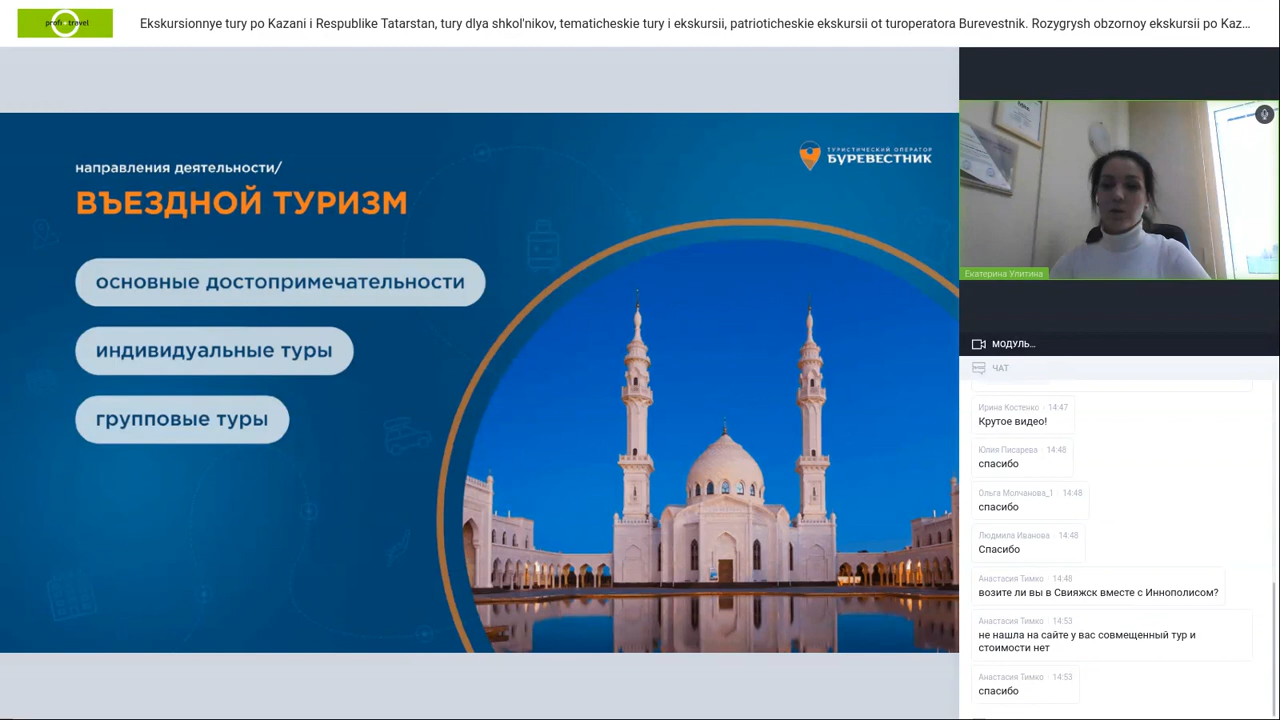 profi travel
Ekskursionnye tury po Kazani i Respublike Tatarstan, tury dlya shkol'nikov, tematicheskie tury i ekskursii, patrioticheskie ekskursii ot turoperatora Burevestnik. Rozygrysh obzornoy ekskursii po Kaz...
направления деятельности/
ВЪЕЗДНОЙ ТУРИЗМ
ТУРИСТИЧЕСКИЙ ОПЕРАТОР
БУРЕВЕСТНИК
основные достопримечательности
индивидуальные туры
групповые туры
Екатерина Улитина
МОДУЛЬ...
ЧАТ
Ирина Костенко 14:47
Крутое видео!
Юлия Писарева 14:48
спасибо
Ольга Молчанова_1 14:48
спасибо
Людмила Иванова 14:48
Спасибо
Анастасия Тимко 14:48
возите ли вы в Свияжск вместе с Иннополисом?
Анастасия Тимко 14:53
не нашла на сайте у вас совмещенный тур и
стоимости нет
Анастасия Тимко 14:53
спасибо